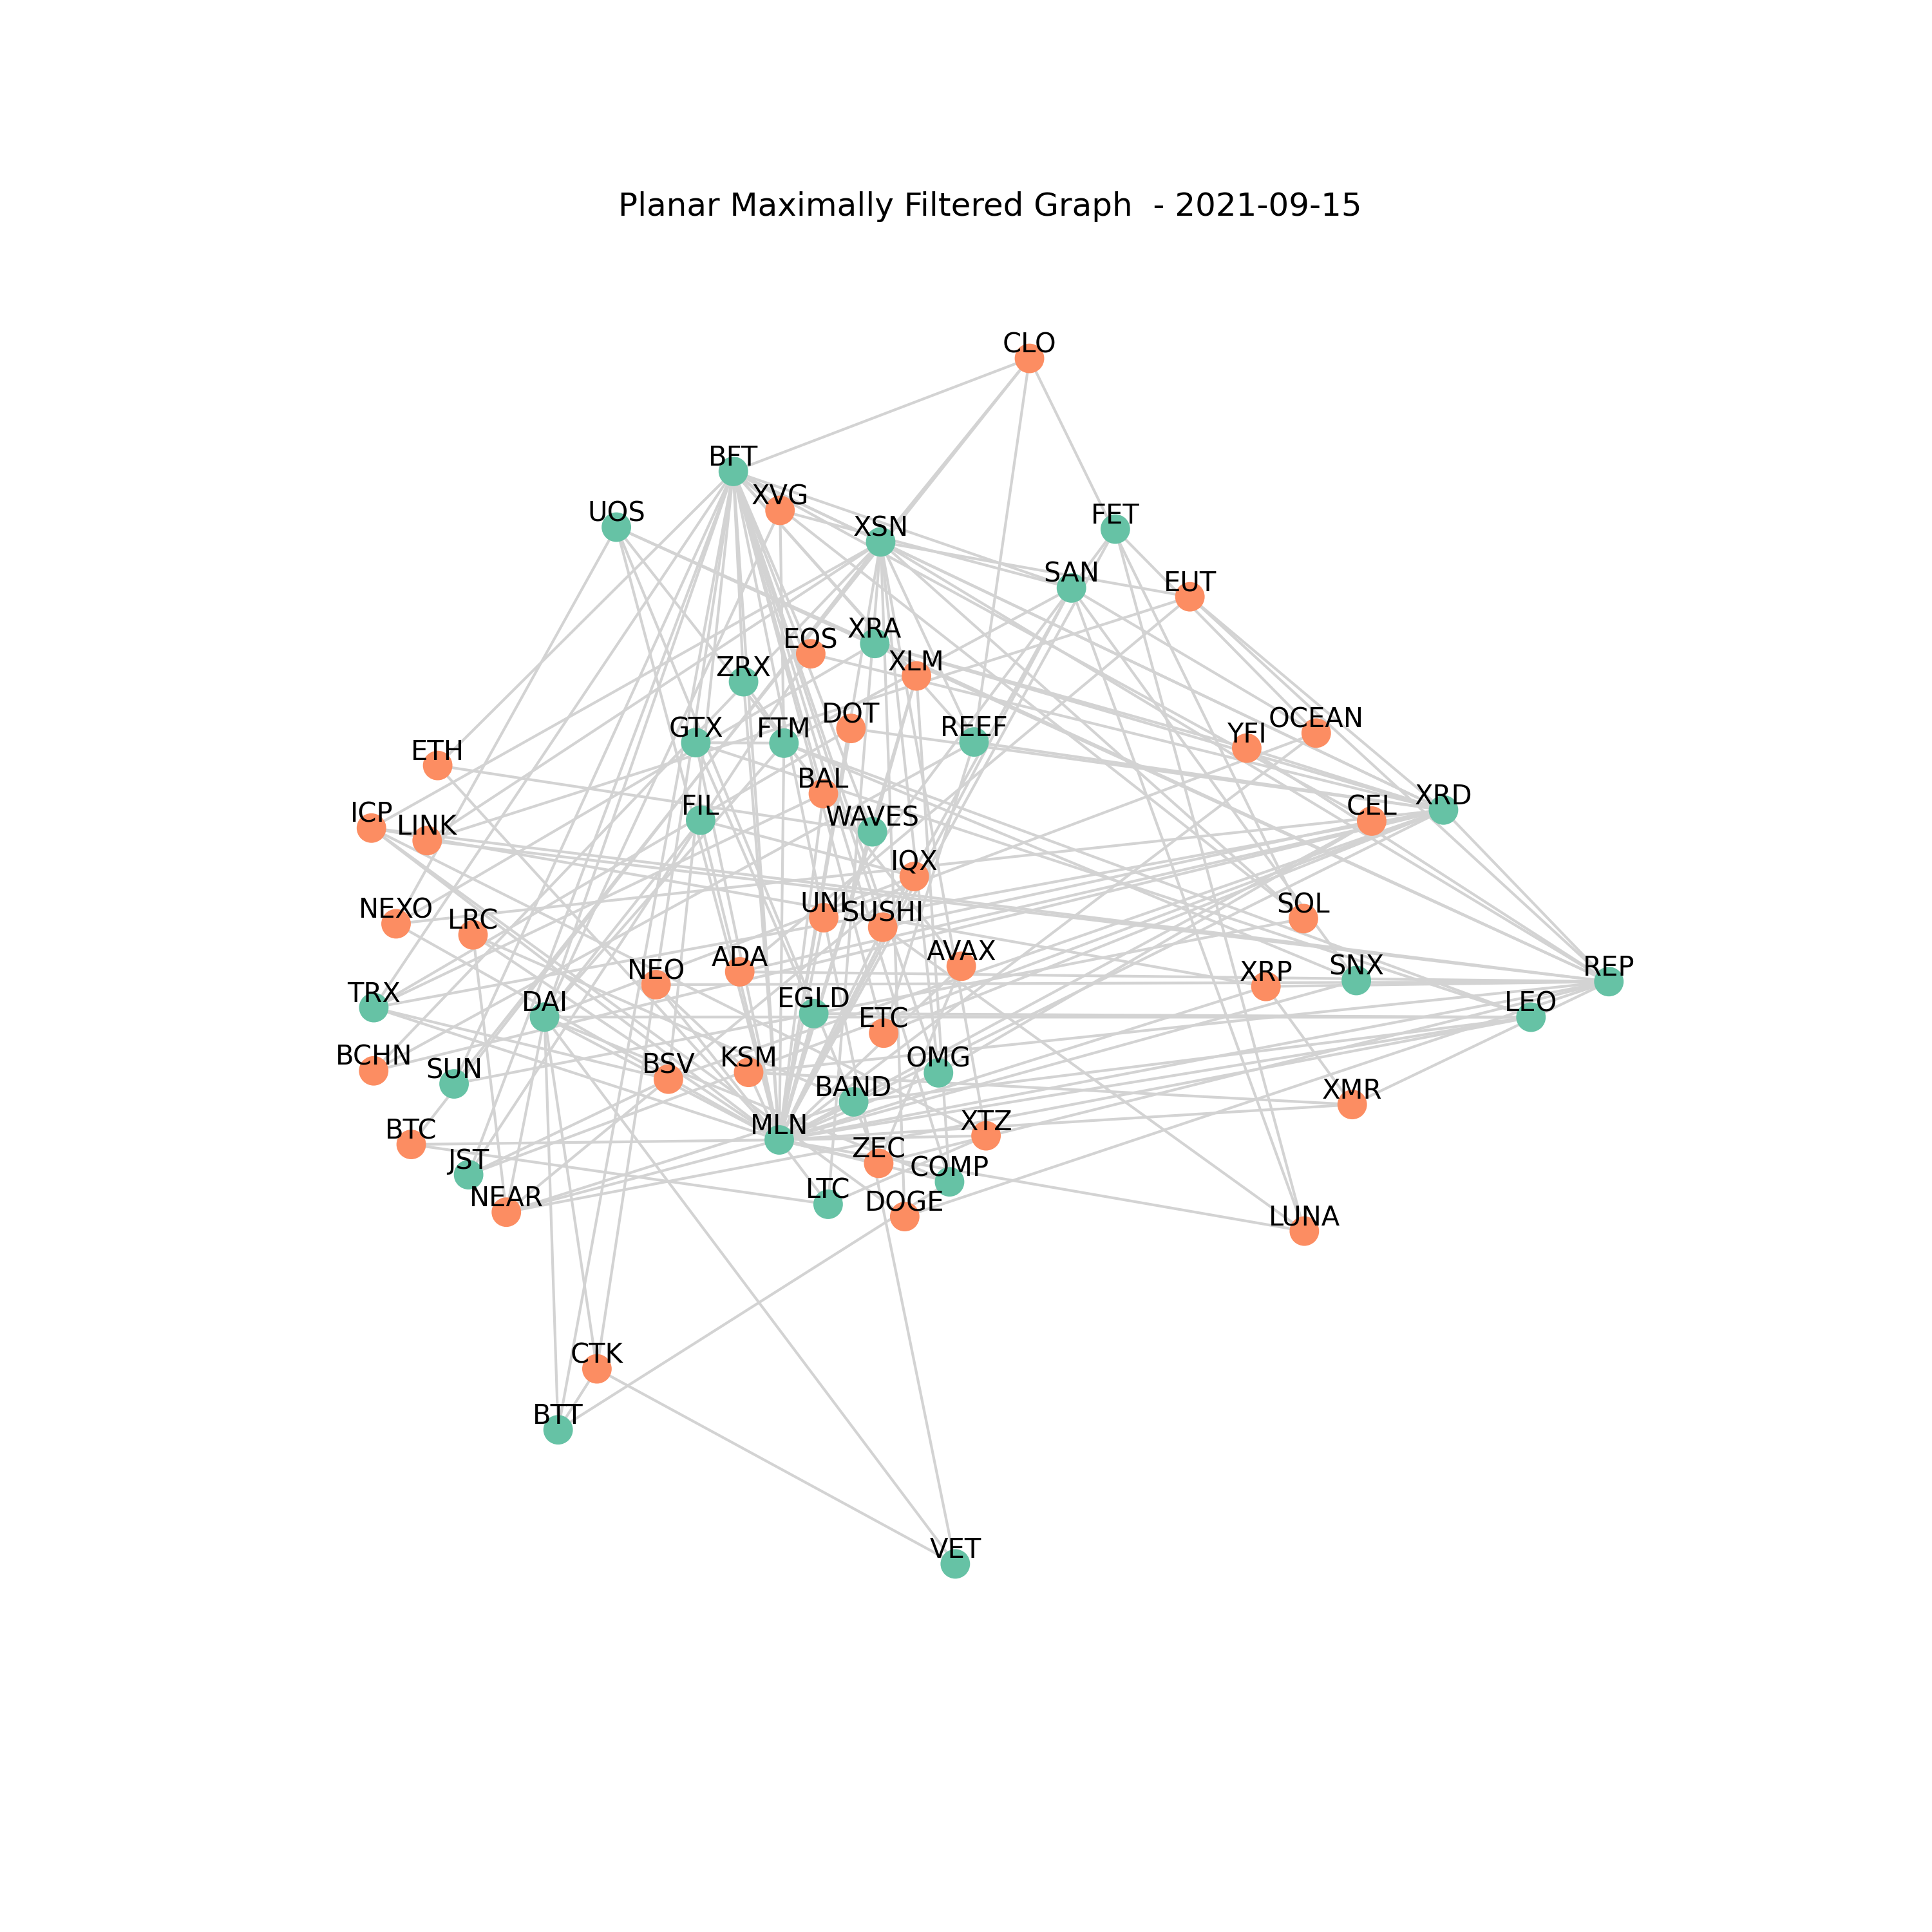 Planar Maximally Filtered Graph  - 2021-09-15
CLO
BFT
XVG
UOS
XSN
FET
SAN
EUT
XRA
EOS
XLM
ZRX
DOT
OCEAN
GTX
FTM
REEF
YFI
ETH
BAL
XRD
FIL
CEL
ICP
WAVES
LINK
IQX
UNI
SOL
NEXO
SUSHI
LRC
AVAX
ADA
SNX
REP
NEO
XRP
TRX
EGLD
DAI
LEO
ETC
BCHN
KSM
OMG
BSV
SUN
BAND
XMR
XTZ
MLN
BTC
ZEC
JST
COMP
LTC
NEAR
DOGE
LUNA
CTK
BTT
VET